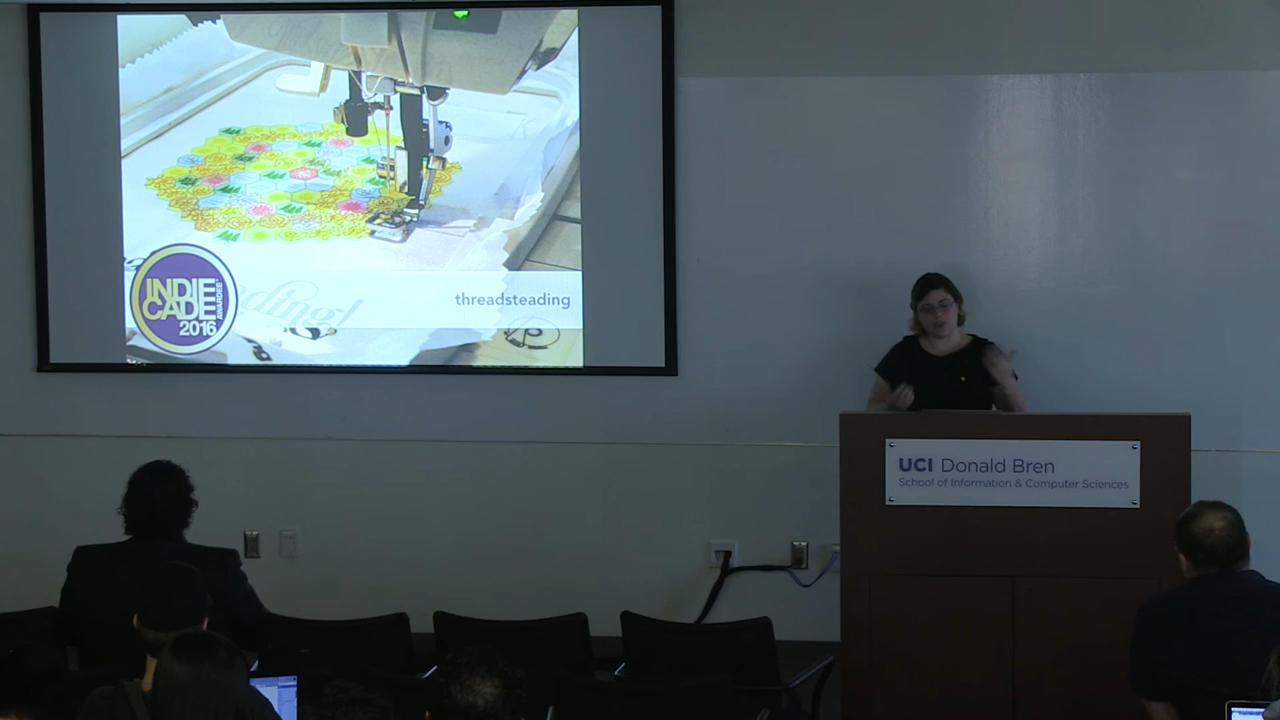 INDIE
CADE
AWARDEE
2016
threadsteading
UCI Donald Bren
School of Information & Computer Sciences